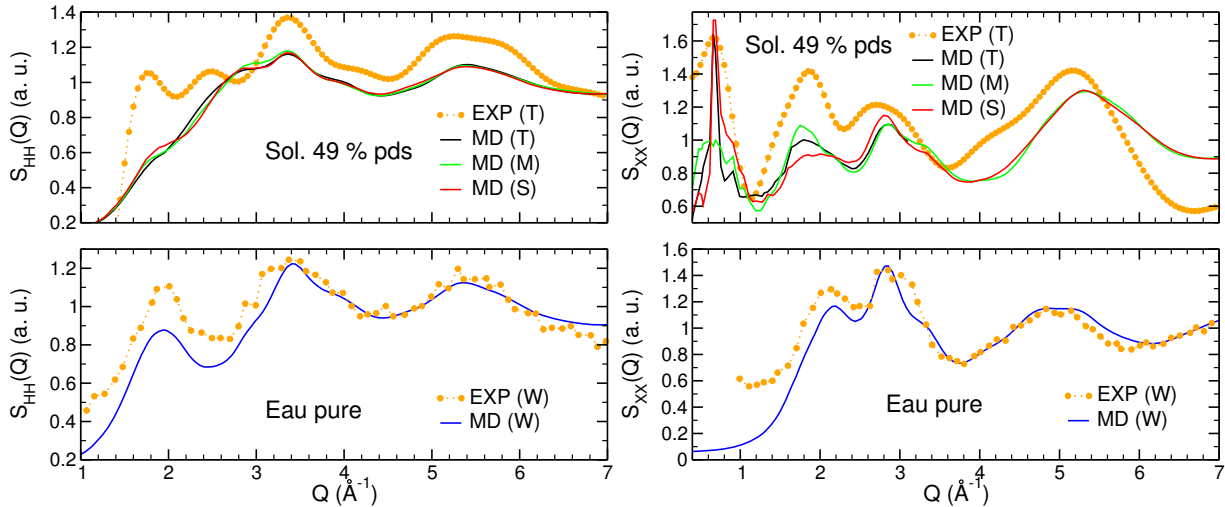 S_HH(Q) (a. u.)
1.4
1.2
1
0.8
0.6
0.4
0.2
Sol. 49 % pds
EXP (T)
MD (T)
MD (M)
MD (S)
S_XX(Q) (a. u.)
1.6
1.4
1.2
1
0.8
0.6
Sol. 49 % pds
EXP (T)
MD (T)
MD (M)
MD (S)
S_HH(Q) (a. u.)
1.2
1
0.8
0.6
0.4
0.2
Eau pure
EXP (W)
MD (W)
1 2 3 4 5 6 7
Q (Å⁻¹)
S_XX(Q) (a. u.)
1.6
1.4
1.2
1
0.8
0.6
0.4
0.2
0
Eau pure
EXP (W)
MD (W)
1 2 3 4 5 6 7
Q (Å⁻¹)